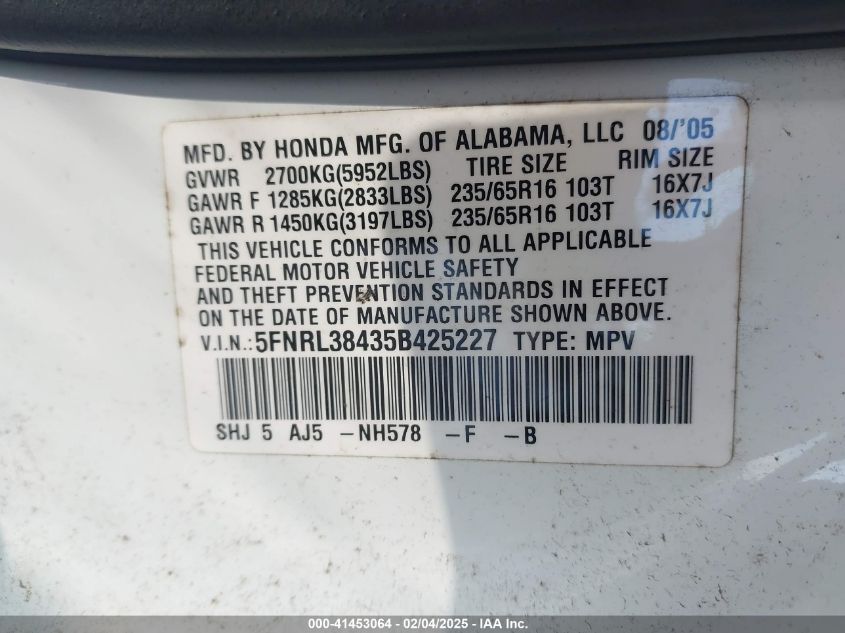 MFD. BY HONDA MFG. OF ALABAMA, LLC 08/'05
GVWR 2700KG(5952LBS) TIRE SIZE RIM SIZE
GAWR F 1285KG(2833LBS) 235/65R16 103T 16X7J
GAWR R 1450KG(3197LBS) 235/65R16 103T 16X7J
THIS VEHICLE CONFORMS TO ALL APPLICABLE
FEDERAL MOTOR VEHICLE SAFETY
AND THEFT PREVENTION STANDARDS IN EFFECT
ON THE DATE OF MANUFACTURE SHOWN ABOVE.
V.I.N.:5FNRL38435B425227 TYPE: MPV
SHJ 5 AJ5 -NH578 -F -B
000-41453064 - 02/04/2025 - IAA Inc.